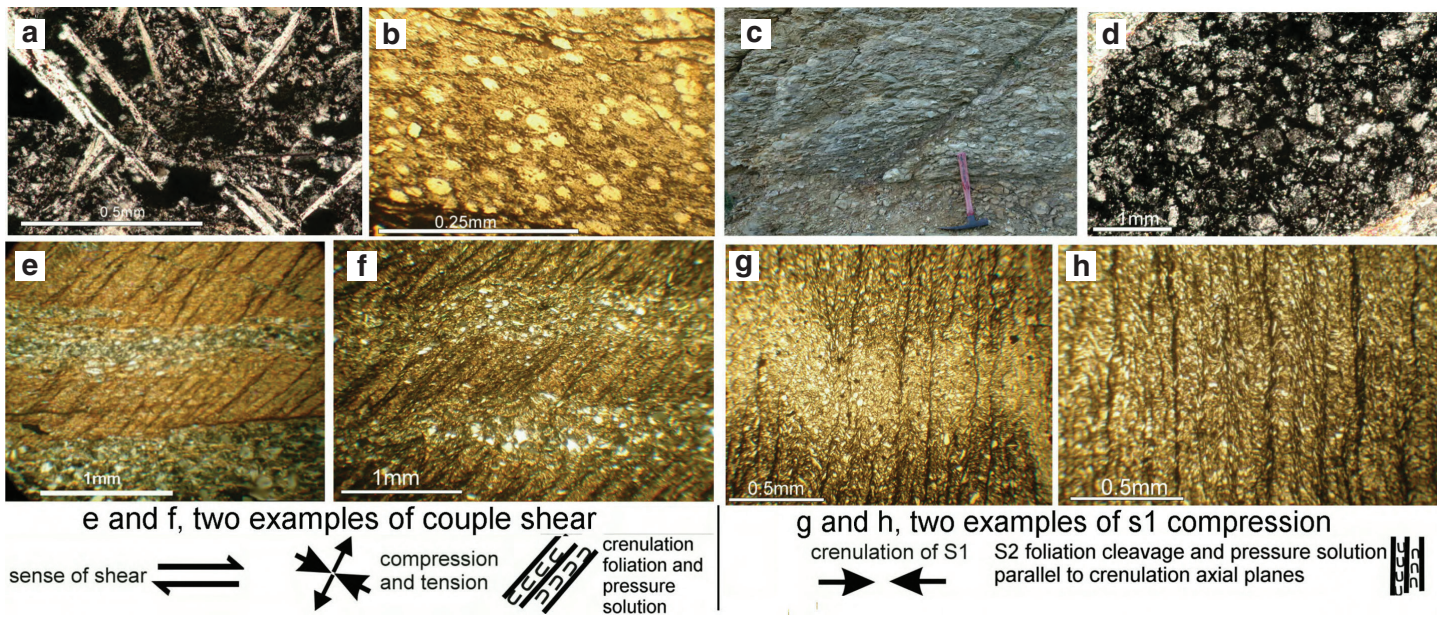 a
b
c
d
0.5mm
0.25mm
1mm
e
f
g
h
1mm
1mm
0.5mm
0.5mm
e and f, two examples of couple shear
sense of shear
compression
and tension
crenulation
foliation and
pressure
solution
g and h, two examples of s1 compression
crenulation of S1
S2 foliation cleavage and pressure solution
parallel to crenulation axial planes